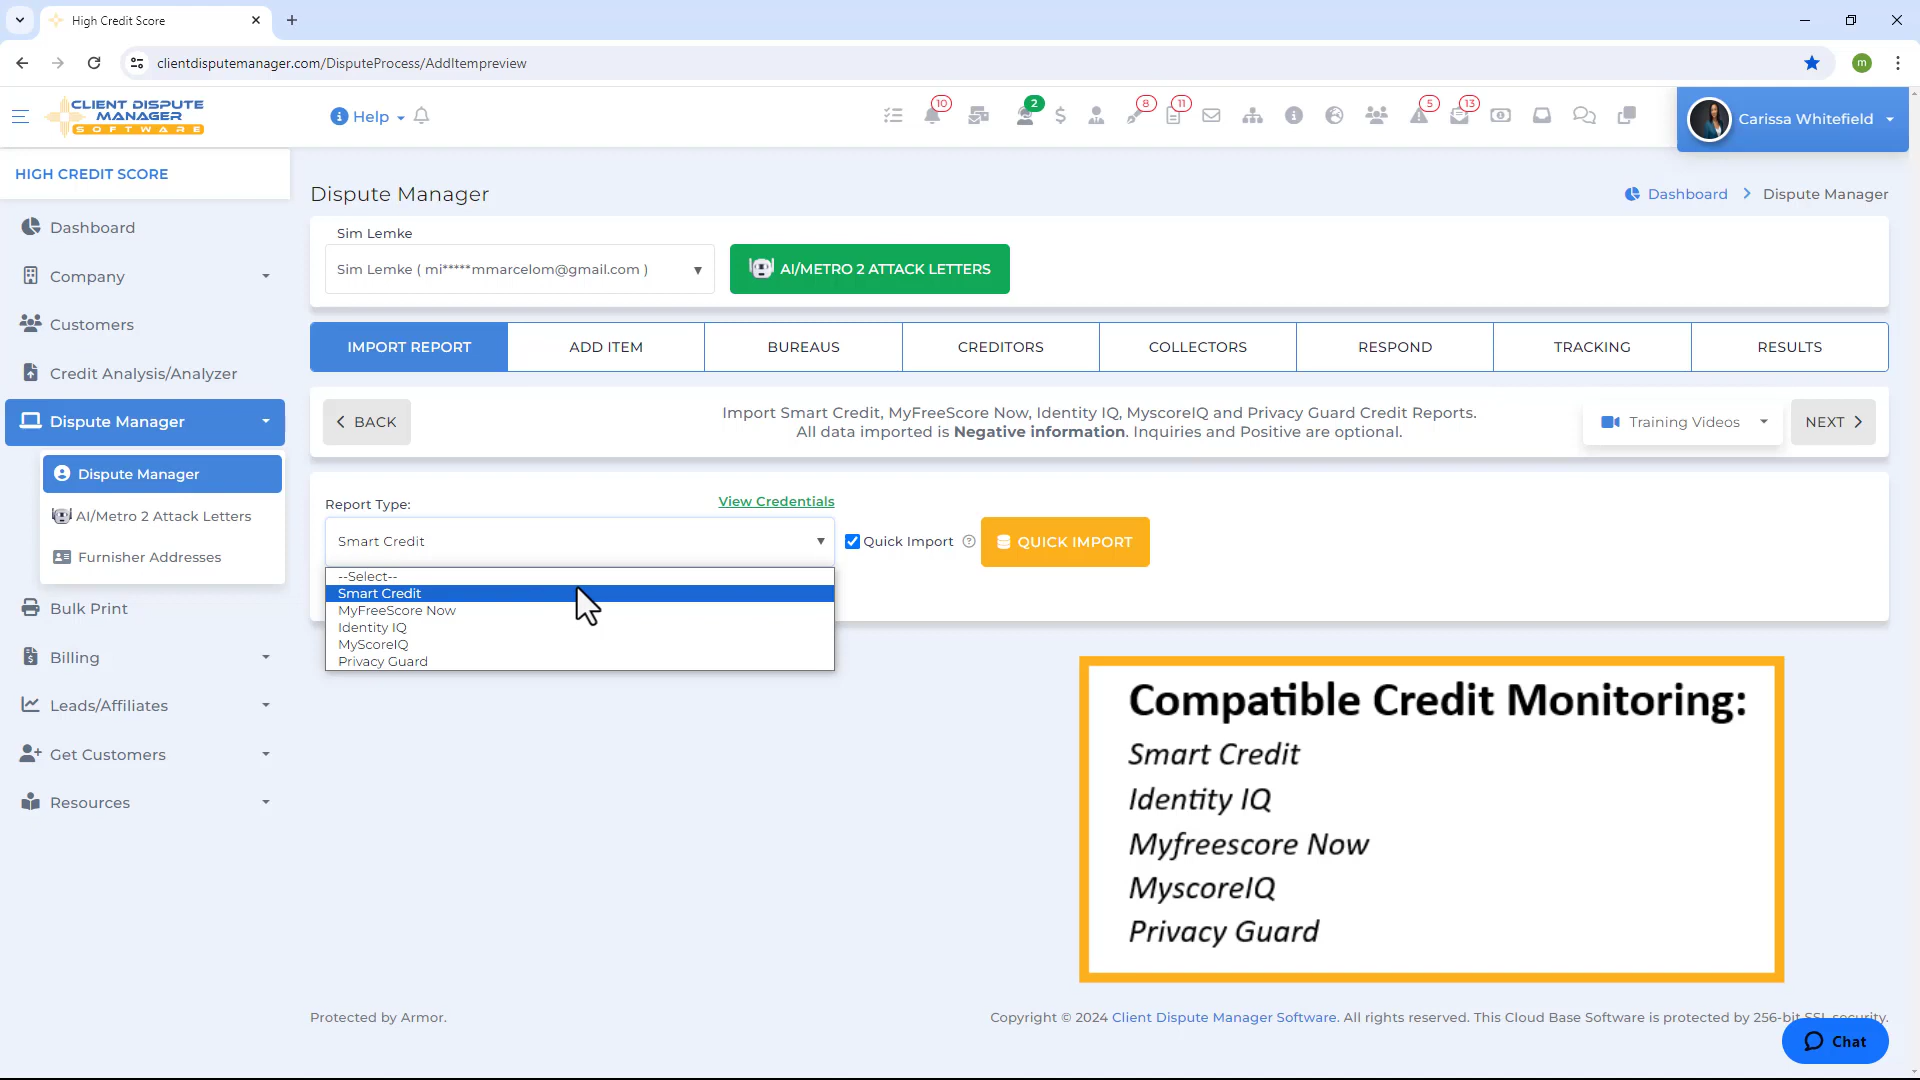 High Credit Score
clientdisputemanager.com/DisputeProcess/AddItempreview
m
CLIENT DISPUTE
MANAGER
SOFTWARE
Help
10
2
8
11
5
13
Carissa Whitefield
HIGH CREDIT SCORE
Dashboard
Company
Customers
Credit Analysis/Analyzer
Dispute Manager
Dispute Manager
AI/Metro 2 Attack Letters
Furnisher Addresses
Bulk Print
Billing
Leads/Affiliates
Get Customers
Resources
Dispute Manager
Dashboard > Dispute Manager
Sim Lemke
Sim Lemke ( mi*****mmarcelom@gmail.com )
AI/METRO 2 ATTACK LETTERS
IMPORT REPORT
ADD ITEM
BUREAUS
CREDITORS
COLLECTORS
RESPOND
TRACKING
RESULTS
BACK
Import Smart Credit, MyFreeScore Now, Identity IQ, MyscoreIQ and Privacy Guard Credit Reports.
All data imported is Negative information. Inquiries and Positive are optional.
Training Videos
NEXT
Report Type:
View Credentials
Smart Credit
Quick Import
QUICK IMPORT
--Select--
Smart Credit
MyFreeScore Now
Identity IQ
MyScoreIQ
Privacy Guard
Compatible Credit Monitoring:
Smart Credit
Identity IQ
Myfreescore Now
MyscoreIQ
Privacy Guard
Protected by Armor.
Copyright © 2024 Client Dispute Manager Software. All rights reserved. This Cloud Base Software is protected by 256-bit SSL security.
Chat